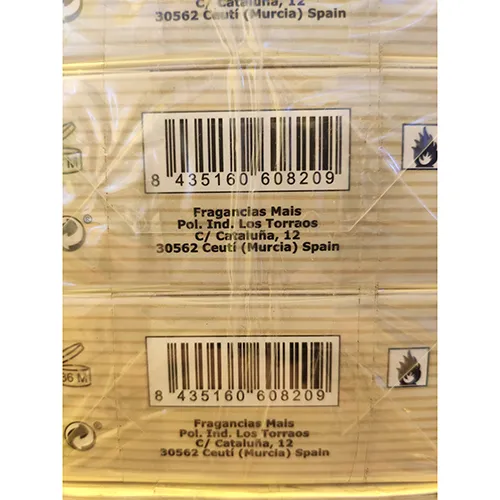 C/ Cataluña, 12
30562 Ceutí (Murcia) Spain
M
8 435160 608209
Fragancias Mais
Pol. Ind. Los Torraos
C/ Cataluña, 12
30562 Ceutí (Murcia) Spain
36 M
8 435160 608209
Fragancias Mais
Pol. Ind. Los Torraos
C/ Cataluña, 12
30562 Ceutí (Murcia) Spain